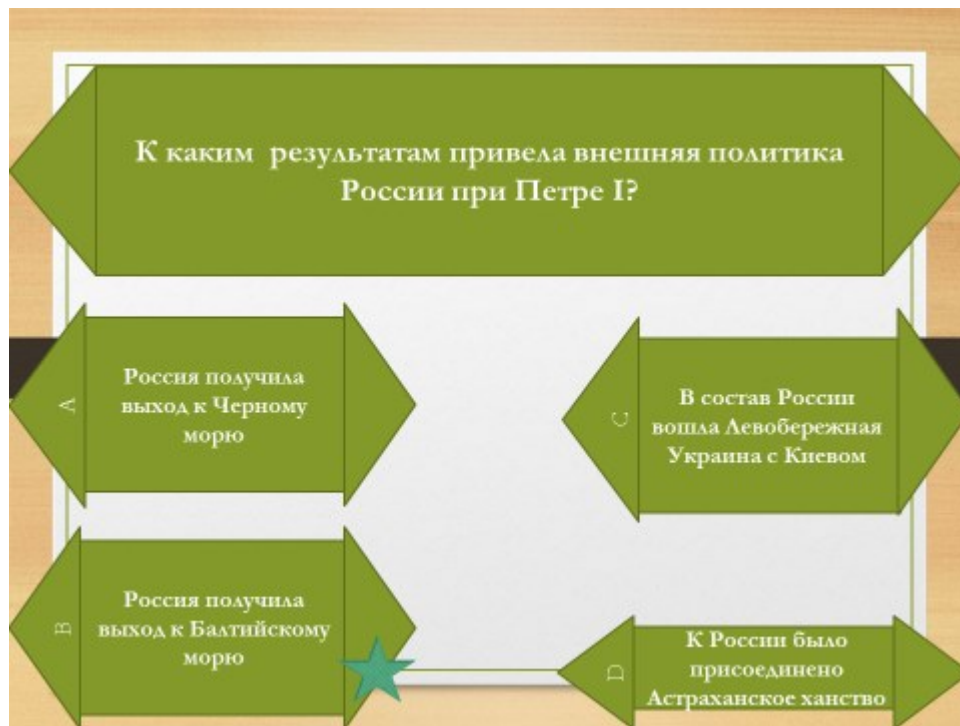 К каким результатам привела внешняя политика
России при Петре I?
A
Россия получила
выход к Черному
морю
C
В состав России
вошла Левобережная
Украина с Киевом
B
Россия получила
выход к Балтийскому
морю
D
К России было
присоединено
Астраханское ханство